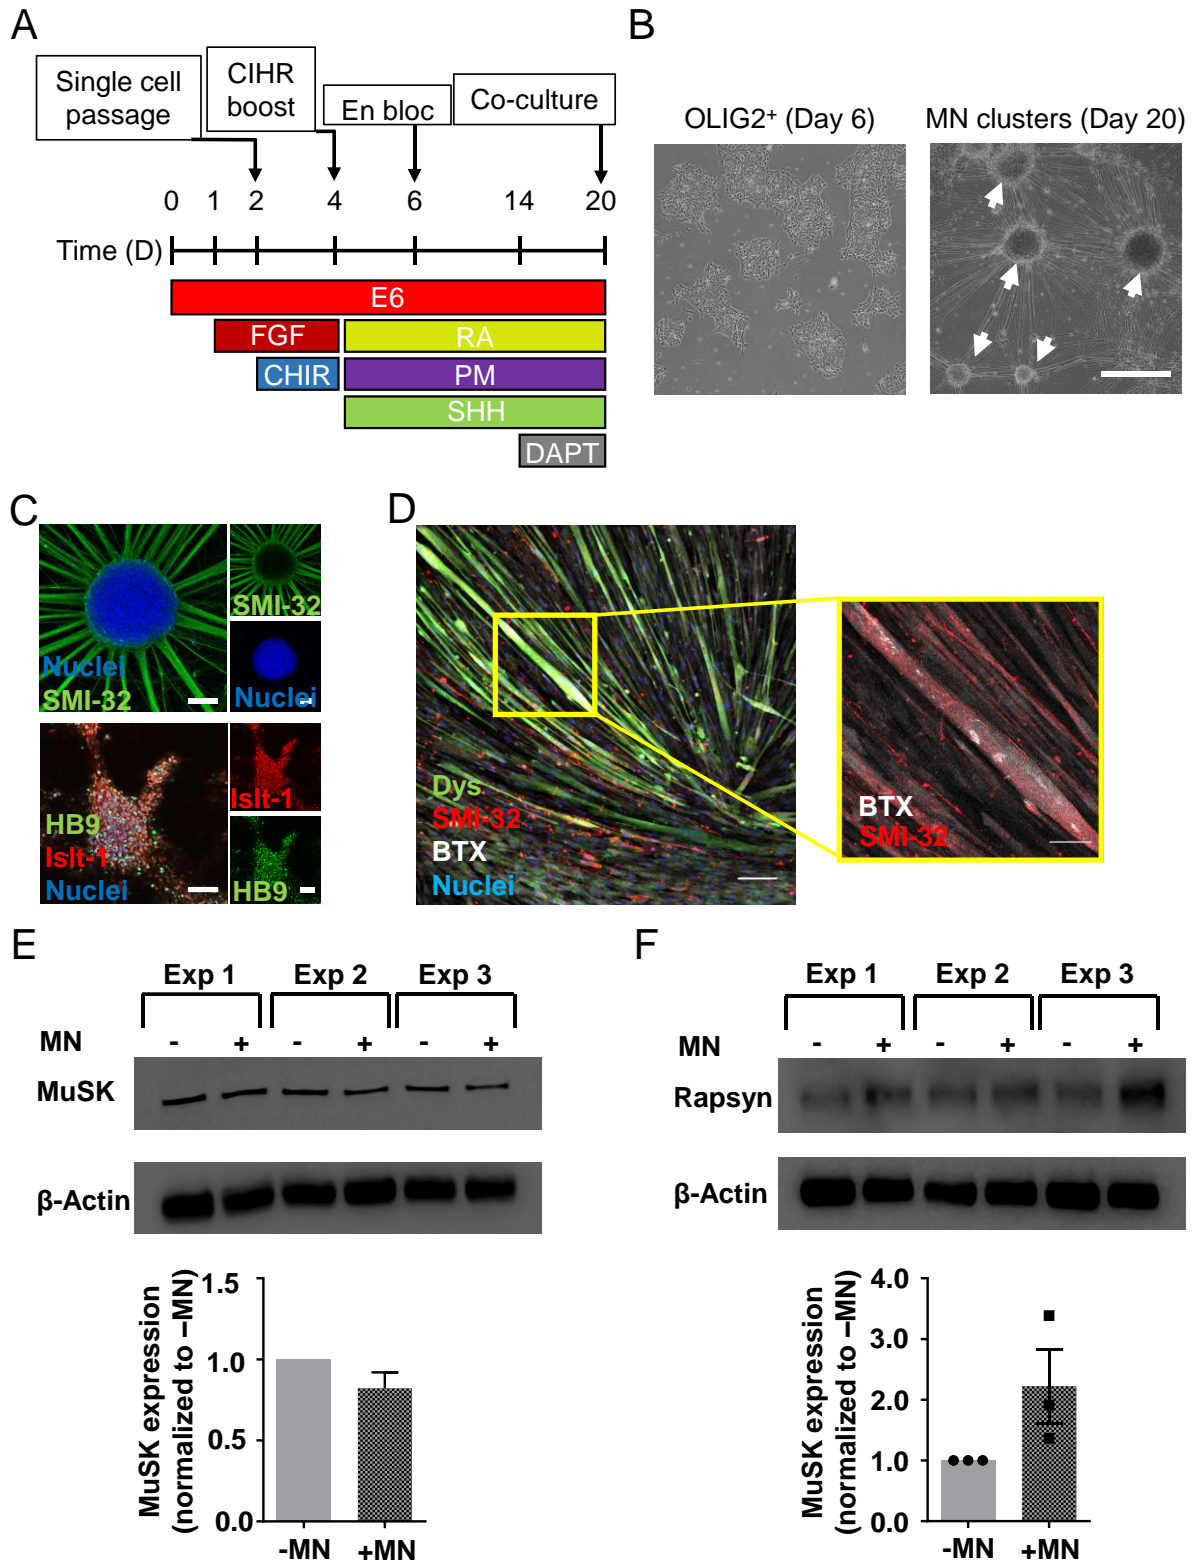 A
Single cell
passage
CIHR
boost
En bloc
Co-culture
0 1 2 4 6 14 20
Time (D)
E6
FGF
RA
CHIR
PM
SHH
DAPT
B
OLIG2+ (Day 6)
MN clusters (Day 20)
C
Nuclei
SMI-32
SMI-32
Nuclei
HB9
Islt-1
Nuclei
Islt-1
HB9
D
Dys
SMI-32
BTX
Nuclei
BTX
SMI-32
E
Exp 1 Exp 2 Exp 3
MN - + - + - +
MuSK
β-Actin
MuSK expression
(normalized to –MN)
1.5
1.0
0.5
0.0
-MN +MN
F
Exp 1 Exp 2 Exp 3
MN - + - + - +
Rapsyn
β-Actin
MuSK expression
(normalized to –MN)
4.0
3.0
2.0
1.0
0.0
-MN +MN